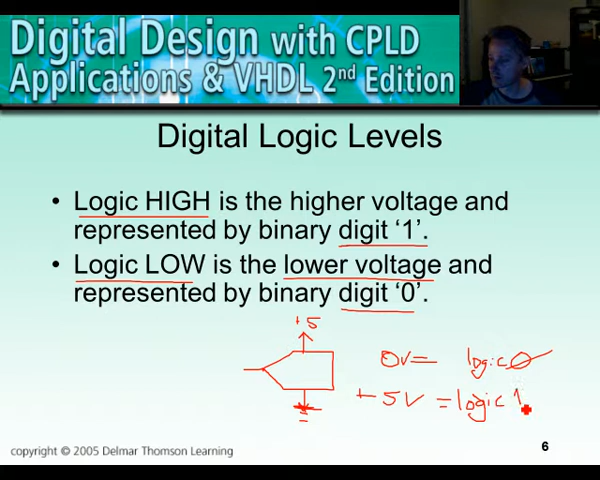 Digital Design with CPLD
Applications & VHDL 2nd Edition
Digital Logic Levels
• Logic HIGH is the higher voltage and
represented by binary digit ‘1’.
• Logic LOW is the lower voltage and
represented by binary digit ‘0’.
+5
0V= logic 0
+5V = logic 1
copyright © 2005 Delmar Thomson Learning
6